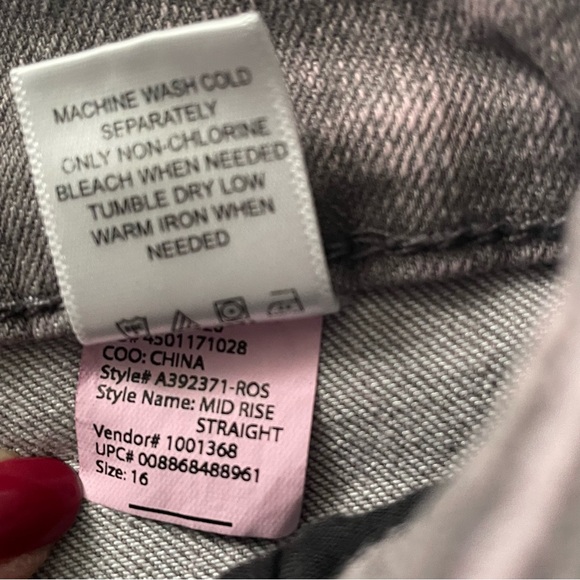 MACHINE WASH COLD
SEPARATELY
ONLY NON-CHLORINE
BLEACH WHEN NEEDED
TUMBLE DRY LOW
WARM IRON WHEN
NEEDED
4501171028
COO: CHINA
Style# A392371-ROS
Style Name: MID RISE
STRAIGHT
Vendor# 1001368
UPC# 008868488961
Size: 16